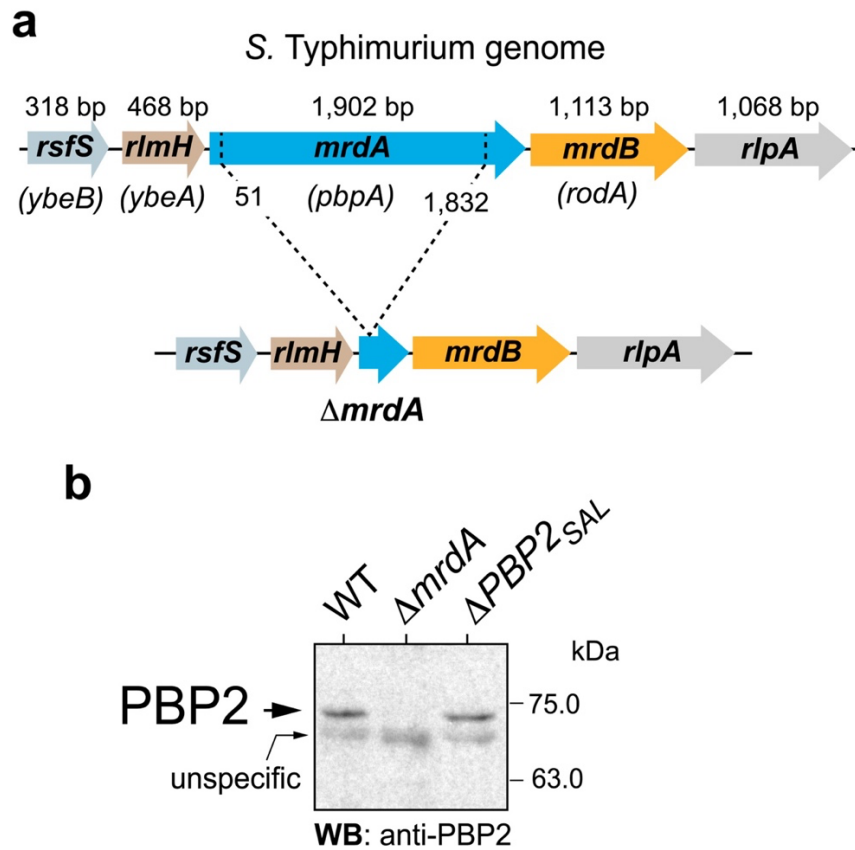 a
S. Typhimurium genome
318 bp 468 bp 1,902 bp 1,113 bp 1,068 bp
rsfS rlmH mrdA mrdB rlpA
(ybeB) (ybeA) 51 (pbpA) 1,832 (rodA)
rsfS rlmH mrdB rlpA
ΔmrdA
b
WT ΔmrdA ΔPBP2SAL
kDa
PBP2 75.0
unspecific 63.0
WB: anti-PBP2